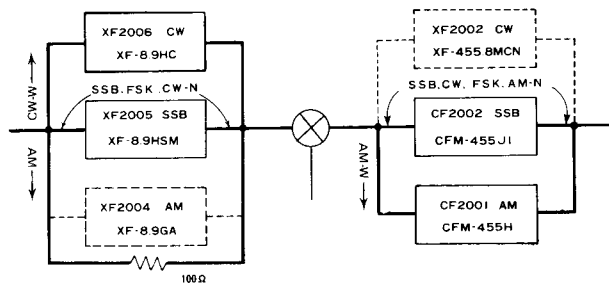 XF2006 CW
XF-8.9HC
CW-W
SSB.FSK.CW-N
XF2005 SSB
XF-8.9HSM
AM
XF2004 AM
XF-8.9GA
100Ω
XF2002 CW
XF-455.8MCN
SSB,CW, FSK, AM-N
CF2002 SSB
CFM-455J1
AM-W
CF2001 AM
CFM-455H